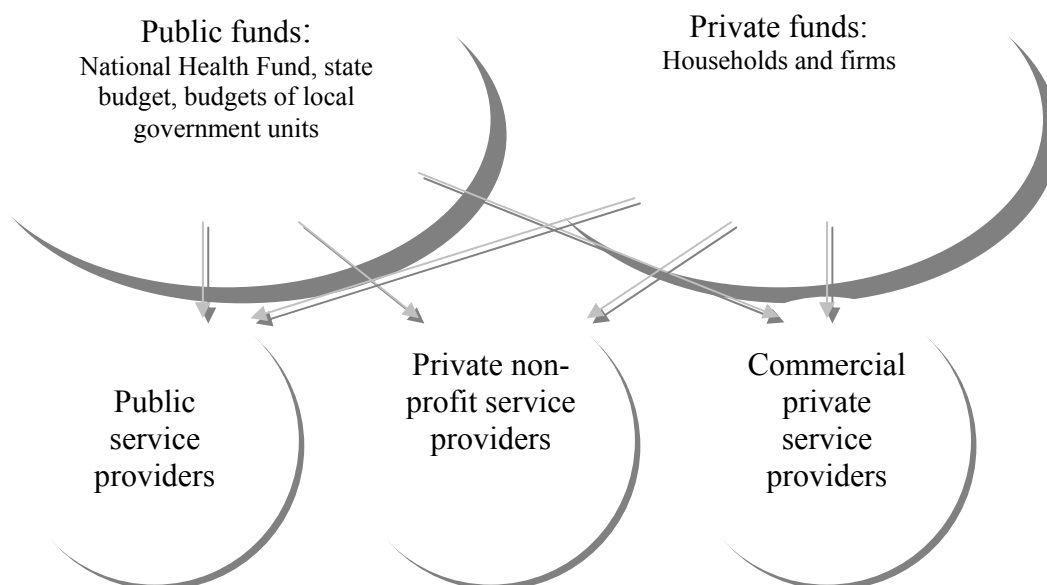 Public funds:
National Health Fund, state
budget, budgets of local
government units
Private funds:
Households and firms
Public
service
providers
Private non-
profit service
providers
Commercial
private
service
providers